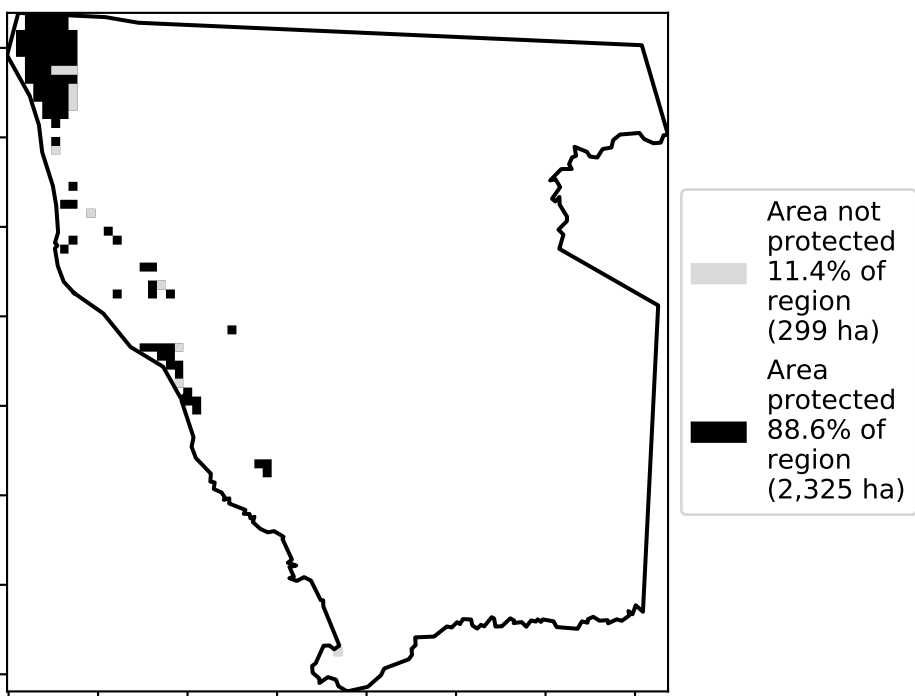 Area not
protected
11.4% of
region
(299 ha)
Area
protected
88.6% of
region
(2,325 ha)